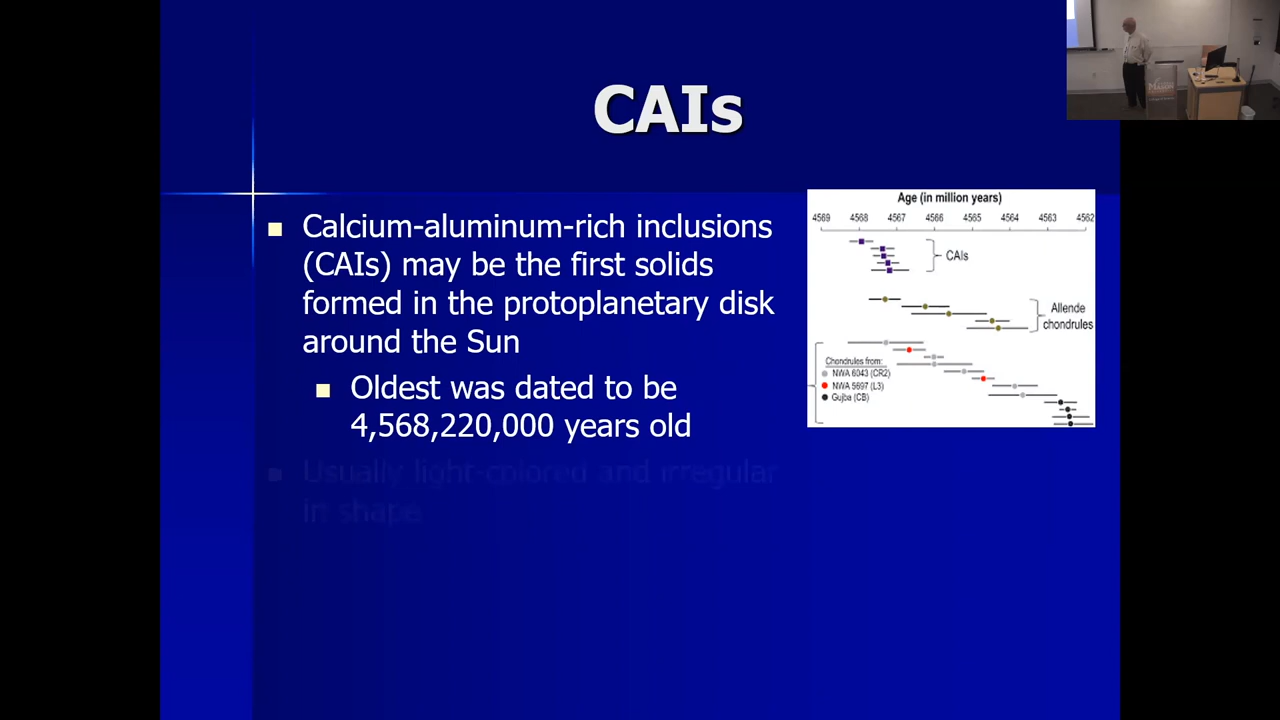 CAIs
Calcium-aluminum-rich inclusions
(CAIs) may be the first solids
formed in the protoplanetary disk
around the Sun
Oldest was dated to be
4,568,220,000 years old
Usually light-colored and irregular
in shape
Age (in million years)
4569 4568 4567 4566 4565 4564 4563 4562
CAIs
Allende
chondrules
Chondrules from:
NWA 6043 (CR2)
NWA 5697 (L3)
Gujba (CB)